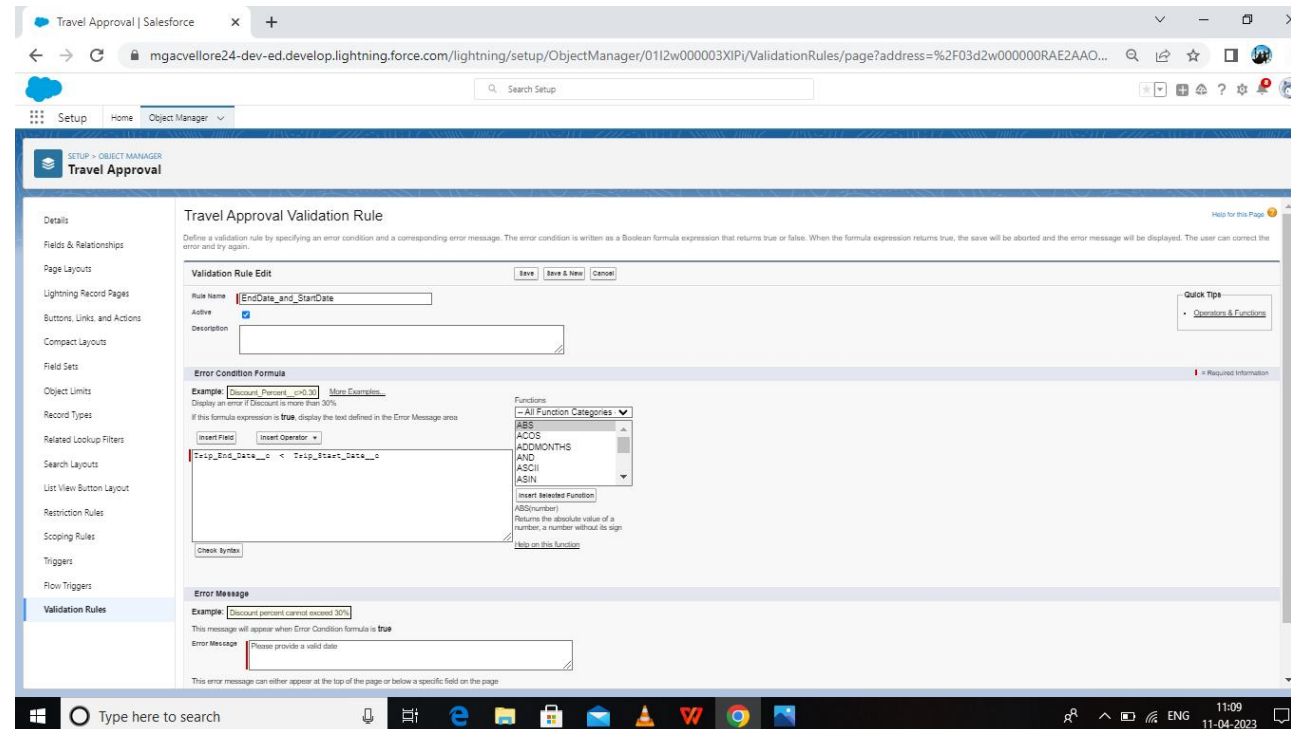 Travel Approval | Salesforce
mgacvellore24-dev-ed.develop.lightning.force.com/lightning/setup/ObjectManager/01I2w000003XIPi/ValidationRules/page?address=%2F03d2w000000RAE2AAO...
Search Setup
Setup Home Object Manager
SETUP > OBJECT MANAGER
Travel Approval
Details
Fields & Relationships
Page Layouts
Lightning Record Pages
Buttons, Links, and Actions
Compact Layouts
Field Sets
Object Limits
Record Types
Related Lookup Filters
Search Layouts
List View Button Layout
Restriction Rules
Scoping Rules
Triggers
Flow Triggers
Validation Rules
Travel Approval Validation Rule
Help for this Page
Define a validation rule by specifying an error condition and a corresponding error message. The error condition is written as a Boolean formula expression that returns true or false. When the formula expression returns true, the save will be aborted and the error message will be displayed. The user can correct the
error and try again.
Validation Rule Edit Save Save & New Cancel
Rule Name EndDate_and_StartDate
Active
Description
Quick Tips
• Operators & Functions
Error Condition Formula = Required Information
Example: Discount_Percent__c>0.30 More Examples...
Display an error if Discount is more than 30%
If this formula expression is true, display the text defined in the Error Message area
Insert Field Insert Operator
Trip_End_Date__c < Trip_Start_Date__c
Check Syntax
Functions
-- All Function Categories
ABS
ACOS
ADDMONTHS
AND
ASCII
ASIN
Insert Selected Function
ABS(number)
Returns the absolute value of a
number, a number without its sign
Help on this function
Error Message
Example: Discount percent cannot exceed 30%
This message will appear when Error Condition formula is true
Error Message Please provide a valid date
This error message can either appear at the top of the page or below a specific field on the page
Type here to search
ENG
11:09
11-04-2023